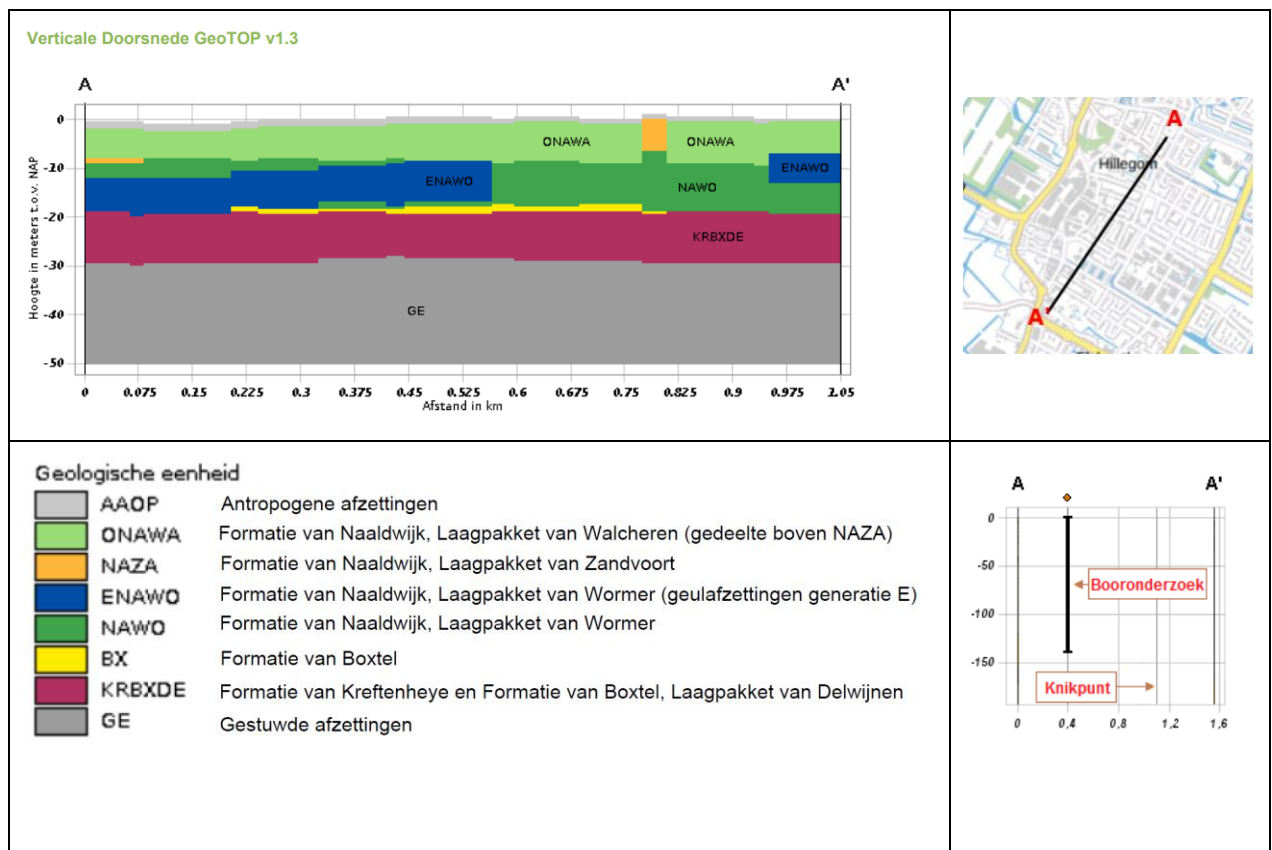 Verticale Doorsnede GeoTOP v1.3
A A'
Hoogte in meters t.o.v. NAP
0
-10
-20
-30
-40
-50
ONAWA ONAWA
ENAWO ENAWO
NAWO
KRBXDE
GE
0 0.075 0.15 0.225 0.3 0.375 0.45 0.525 0.6 0.675 0.75 0.825 0.9 0.975 1.05
Afstand in km
A
Hillegom
A'
Geologische eenheid
AAOP Antropogene afzettingen
ONAWA Formatie van Naaldwijk, Laagpakket van Walcheren (gedeelte boven NAZA)
NAZA Formatie van Naaldwijk, Laagpakket van Zandvoort
ENAWO Formatie van Naaldwijk, Laagpakket van Wormer (geulafzettingen generatie E)
NAWO Formatie van Naaldwijk, Laagpakket van Wormer
BX Formatie van Boxtel
KRBXDE Formatie van Kreftenheye en Formatie van Boxtel, Laagpakket van Delwijnen
GE Gestuwde afzettingen
A A'
0
-50
-100
-150
Booronderzoek
Knikpunt
0 0,4 0,8 1,2 1,6